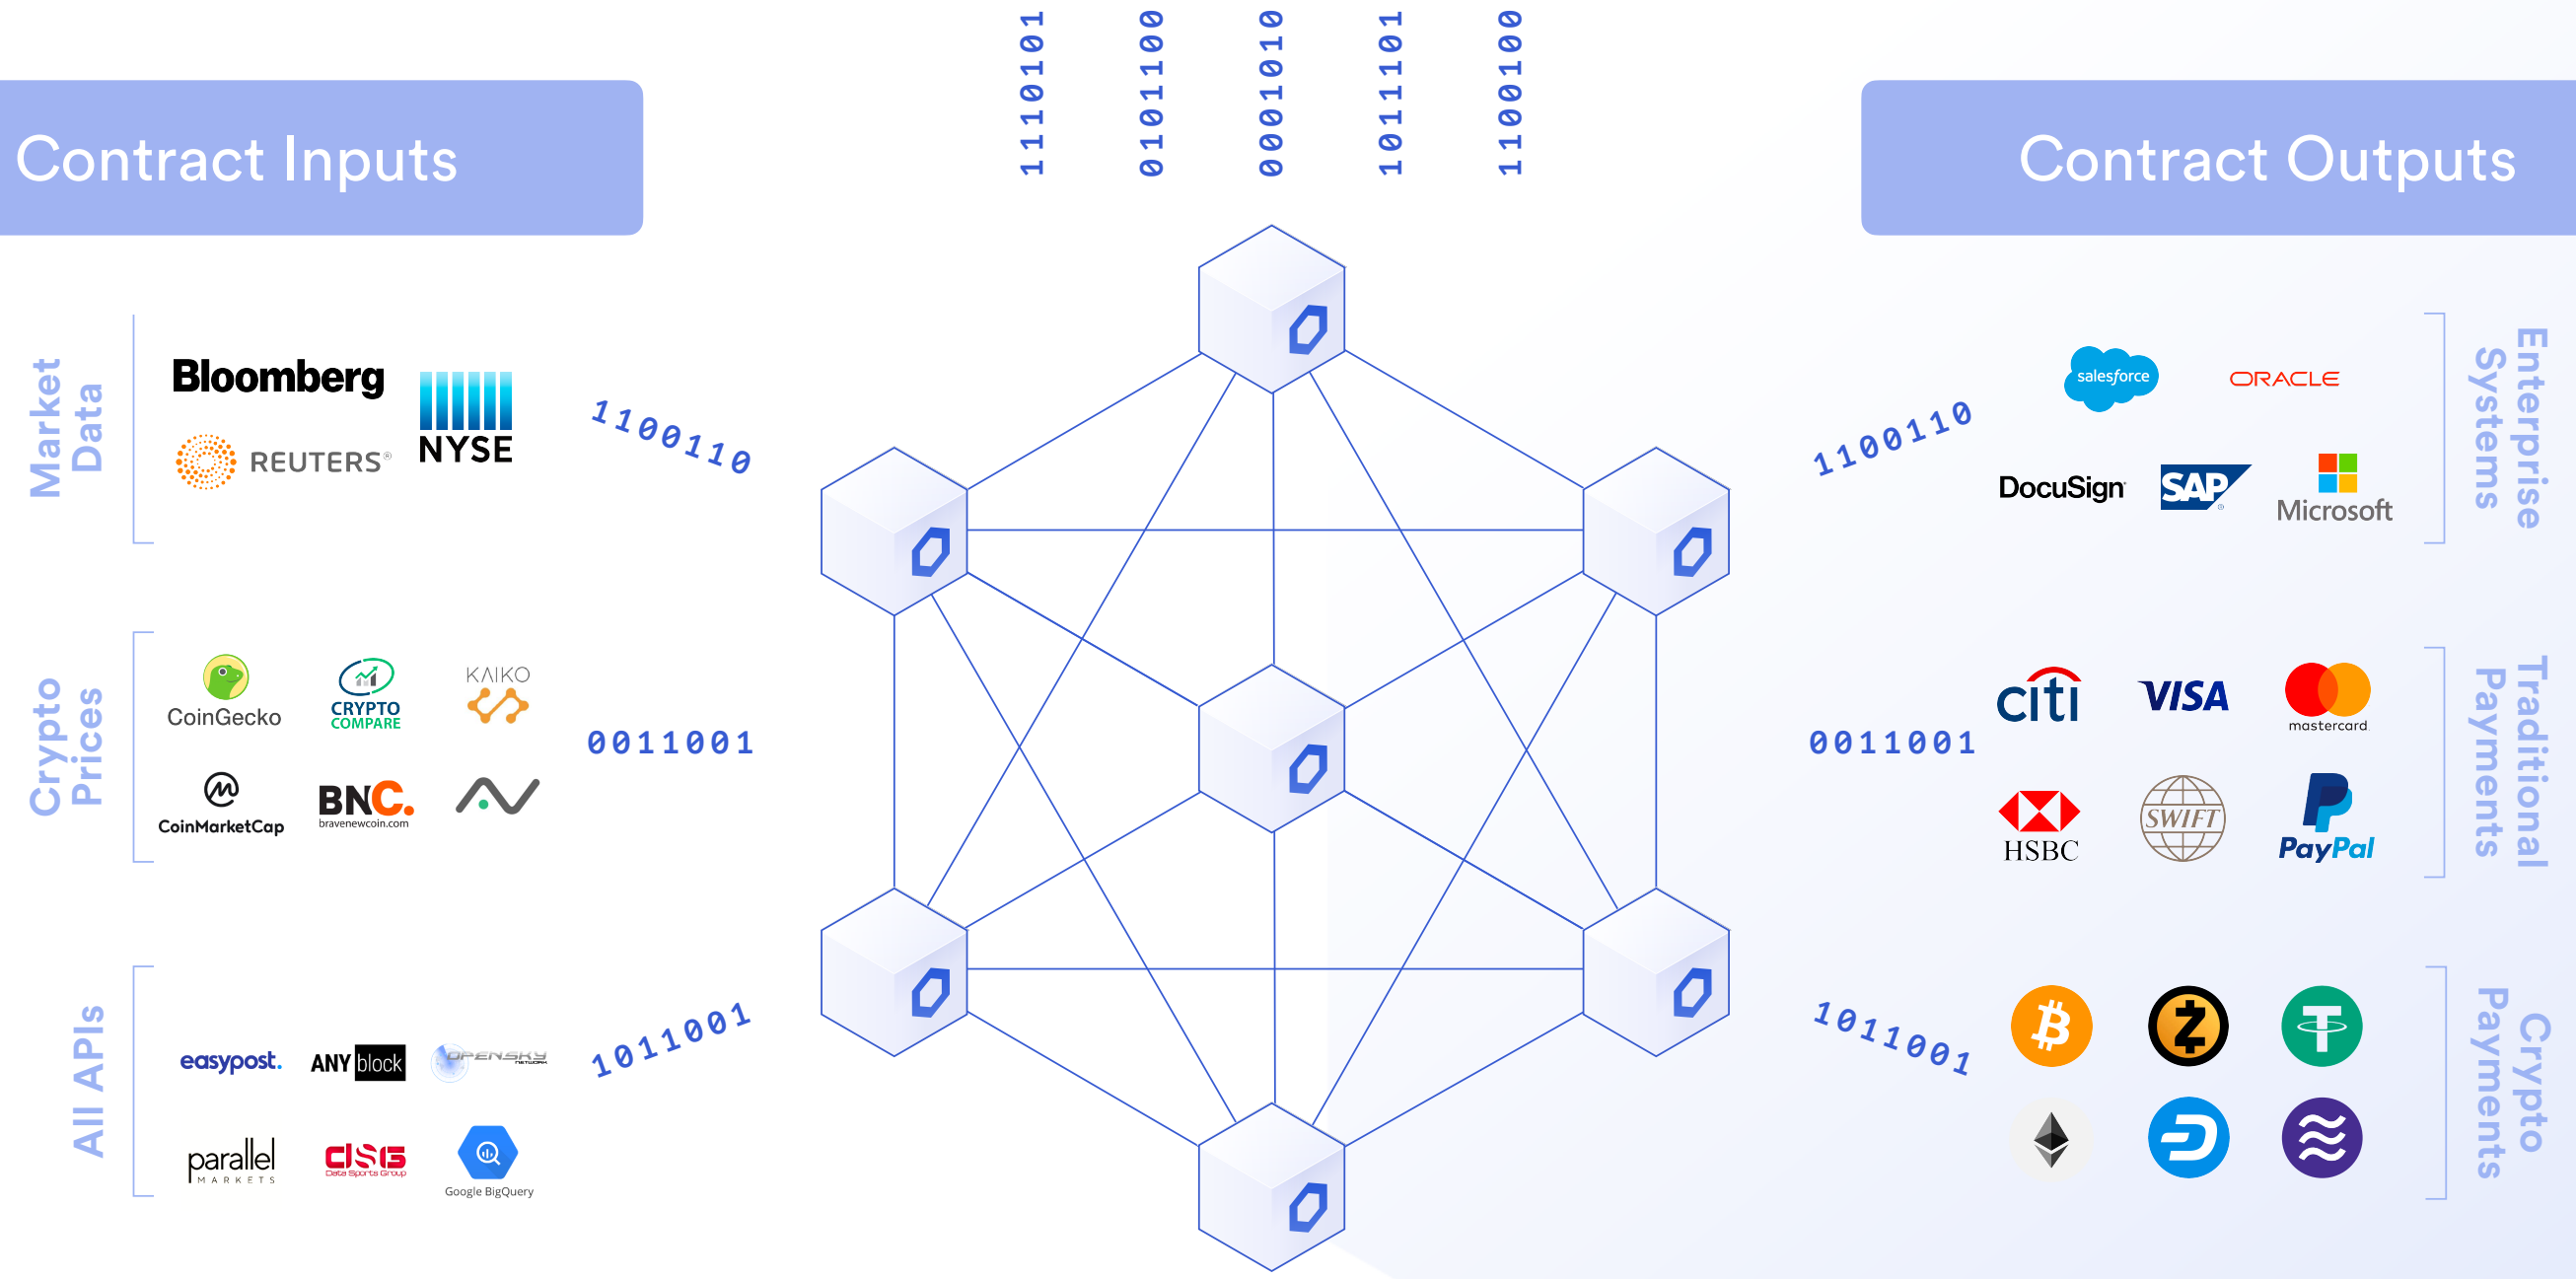 1110101
0101100
0001010
1011101
1100100
Contract Inputs
Contract Outputs
Market
Data
Bloomberg
NYSE
REUTERS®
1100110
1100110
salesforce
ORACLE
DocuSign
SAP®
Microsoft
Enterprise
Systems
Crypto
Prices
CoinGecko
CRYPTO
COMPARE
KAIKO
CoinMarketCap
BNC.
bravenewcoin.com
0011001
0011001
citi
VISA
mastercard
HSBC
SWIFT
PayPal
Traditional
Payments
All APIs
easypost.
ANYblock
OPENSKY
NETWORK
parallel
MARKETS
dsg
Data Sports Group
Google BigQuery
1011001
1011001
Crypto
Payments